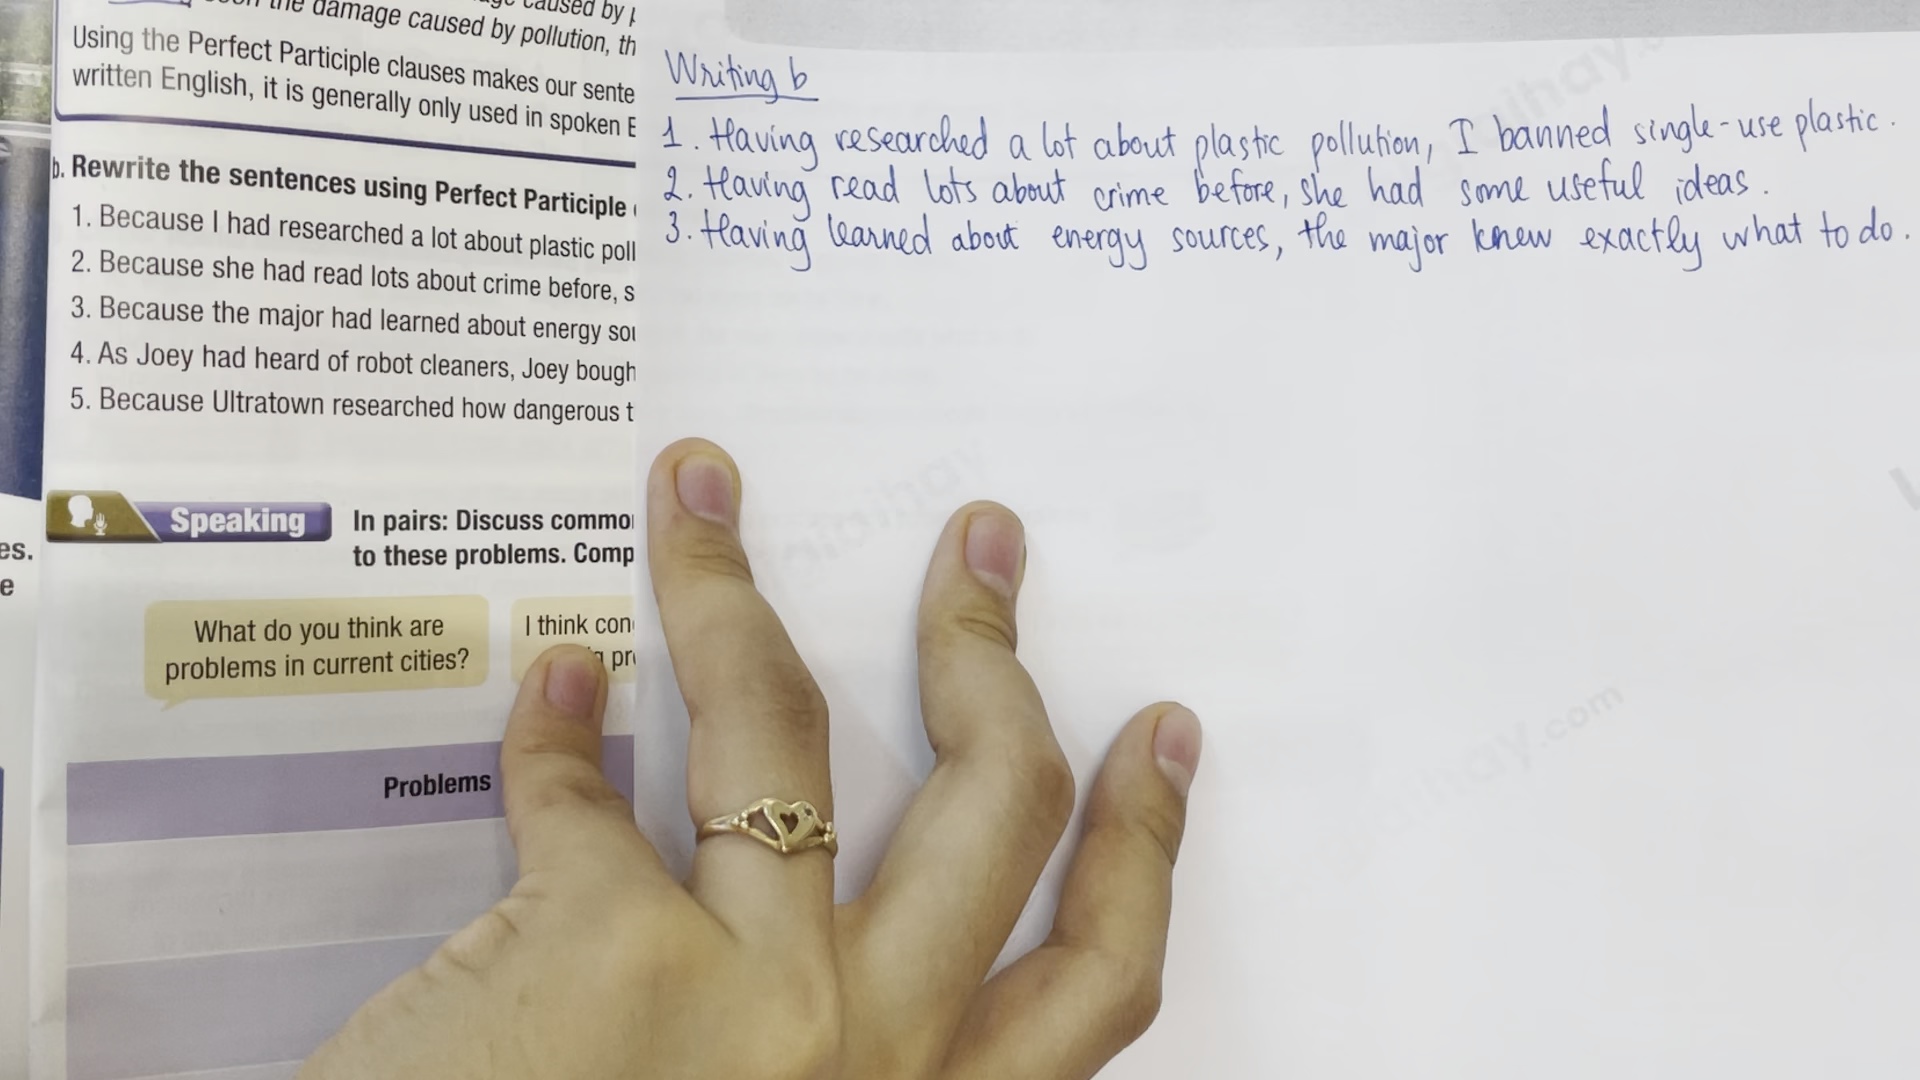 caused by
the damage caused by pollution, th
Using the Perfect Participle clauses makes our sente
written English, it is generally only used in spoken E
b. Rewrite the sentences using Perfect Participle
1. Because I had researched a lot about plastic poll
2. Because she had read lots about crime before, s
3. Because the major had learned about energy sou
4. As Joey had heard of robot cleaners, Joey bough
5. Because Ultratown researched how dangerous t
Speaking
In pairs: Discuss commo
to these problems. Comp
es.
e
What do you think are
problems in current cities?
I think con
pr
Problems
Writing b
1. Having researched a lot about plastic pollution, I banned single-use plastic.
2. Having read lots about crime before, she had some useful ideas.
3. Having learned about energy sources, the major knew exactly what to do.